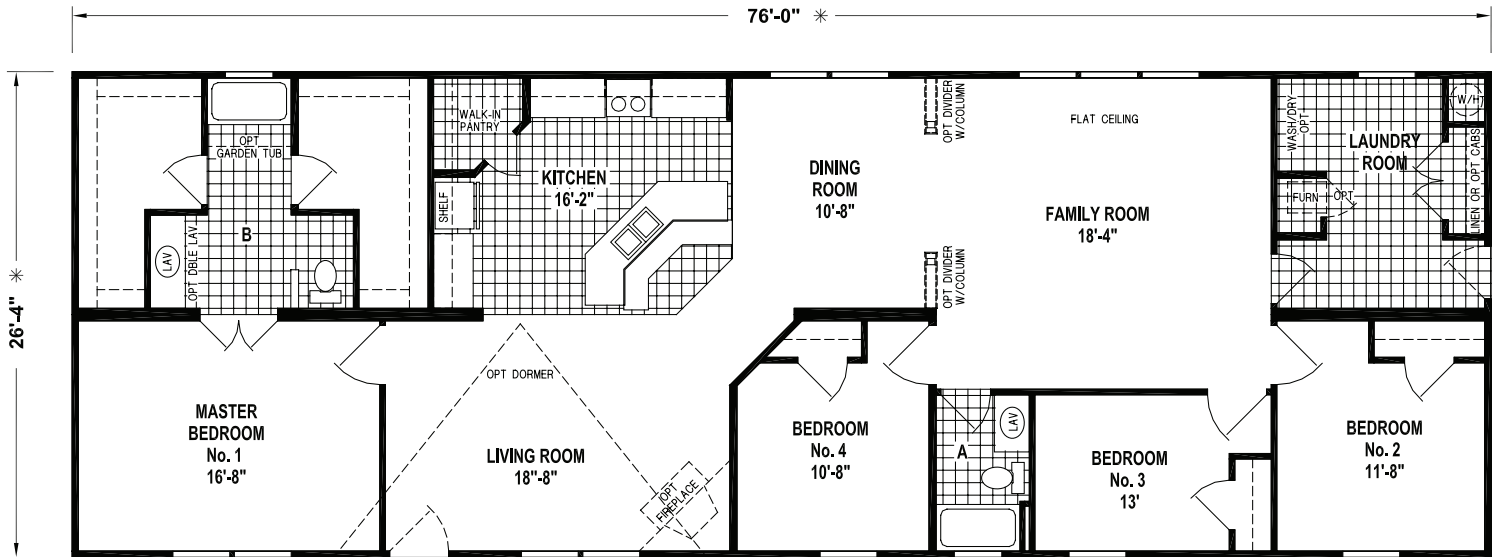 76'-0" ✳
26'-4" ✳
OPT
GARDEN TUB
B
LAV
OPT DBLE LAV
WALK-IN
PANTRY
SHELF
KITCHEN
16'-2"
DINING
ROOM
10'-8"
OPT DIVIDER
W/COLUMN
OPT DIVIDER
W/COLUMN
FLAT CEILING
FAMILY ROOM
18'-4"
WASH/DRY
OPT
W/H
LAUNDRY
ROOM
FURN
OPT
LINEN OR OPT CABS
MASTER
BEDROOM
No. 1
16'-8"
OPT DORMER
LIVING ROOM
18"-8"
OPT
FIREPLACE
BEDROOM
No. 4
10'-8"
A
LAV
BEDROOM
No. 3
13'
BEDROOM
No. 2
11'-8"